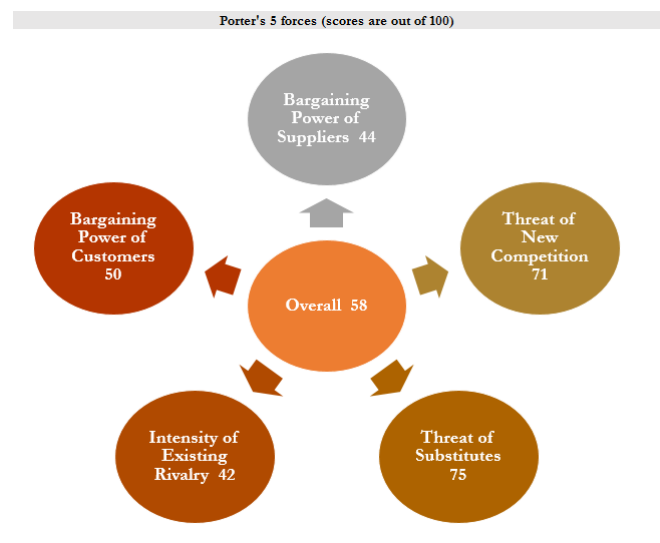 Porter's 5 forces (scores are out of 100)
Bargaining
Power of
Suppliers 44
Bargaining
Power of
Customers
50
Threat of
New
Competition
71
Overall 58
Intensity of
Existing
Rivalry 42
Threat of
Substitutes
75